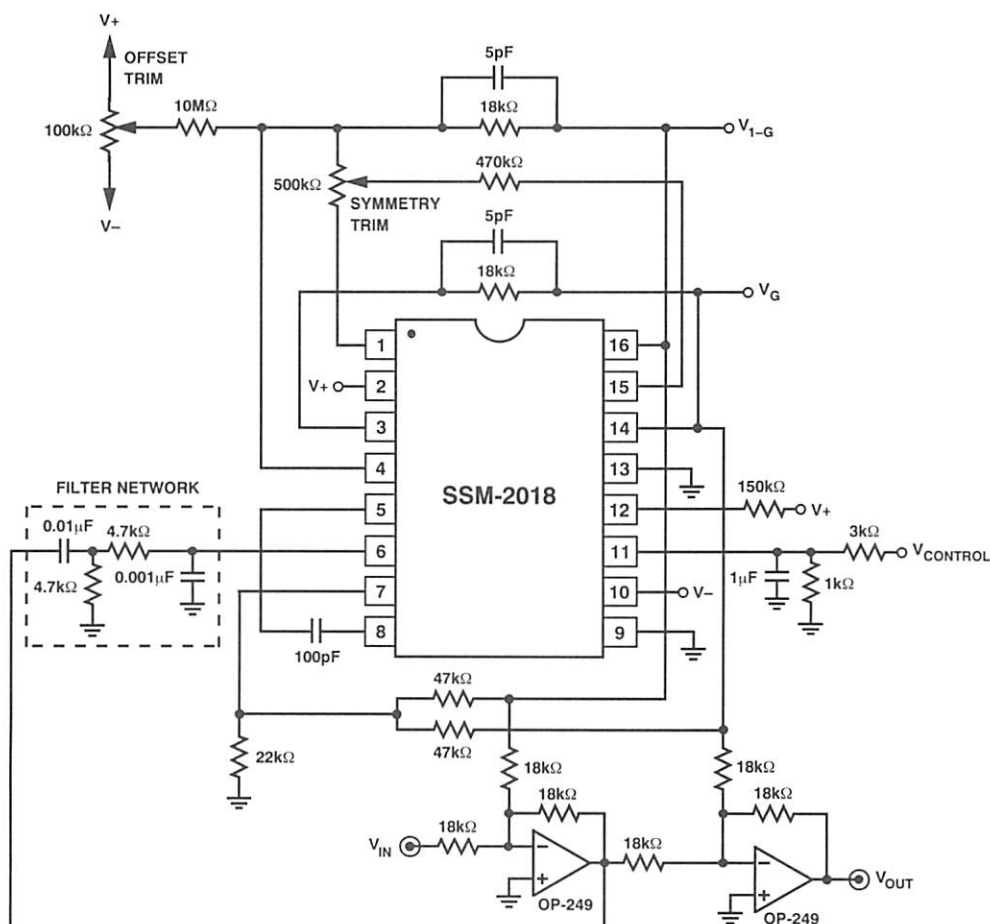 V+
OFFSET
TRIM
5pF
100kΩ
10MΩ
18kΩ
V1–G
470kΩ
500kΩ
SYMMETRY
TRIM
V–
5pF
18kΩ
VG
1
16
V+
2
15
3
14
4
13
SSM-2018
FILTER NETWORK
5
12
150kΩ
V+
0.01µF
4.7kΩ
6
11
3kΩ
VCONTROL
4.7kΩ
0.001µF
1µF
1kΩ
7
10
V–
8
9
100pF
47kΩ
47kΩ
22kΩ
18kΩ
18kΩ
18kΩ
18kΩ
VIN
18kΩ
18kΩ
–
+
OP-249
–
+
OP-249
VOUT